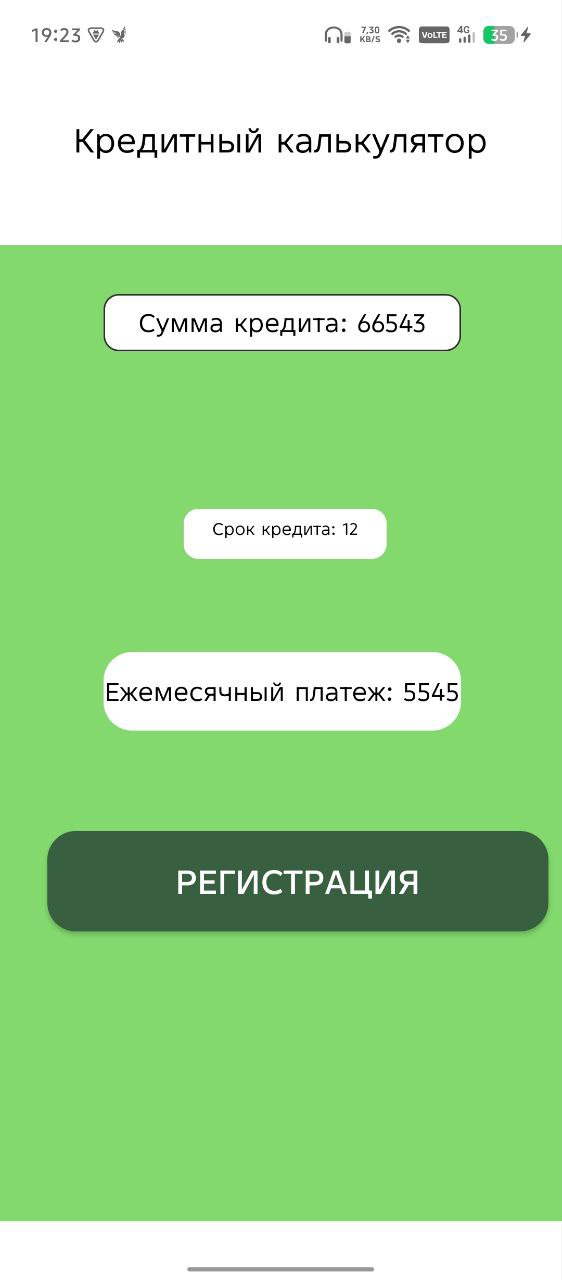 19:23 7,30 KB/S VoLTE 4G 35
Кредитный калькулятор
Сумма кредита: 66543
Срок кредита: 12
Ежемесячный платеж: 5545
РЕГИСТРАЦИЯ